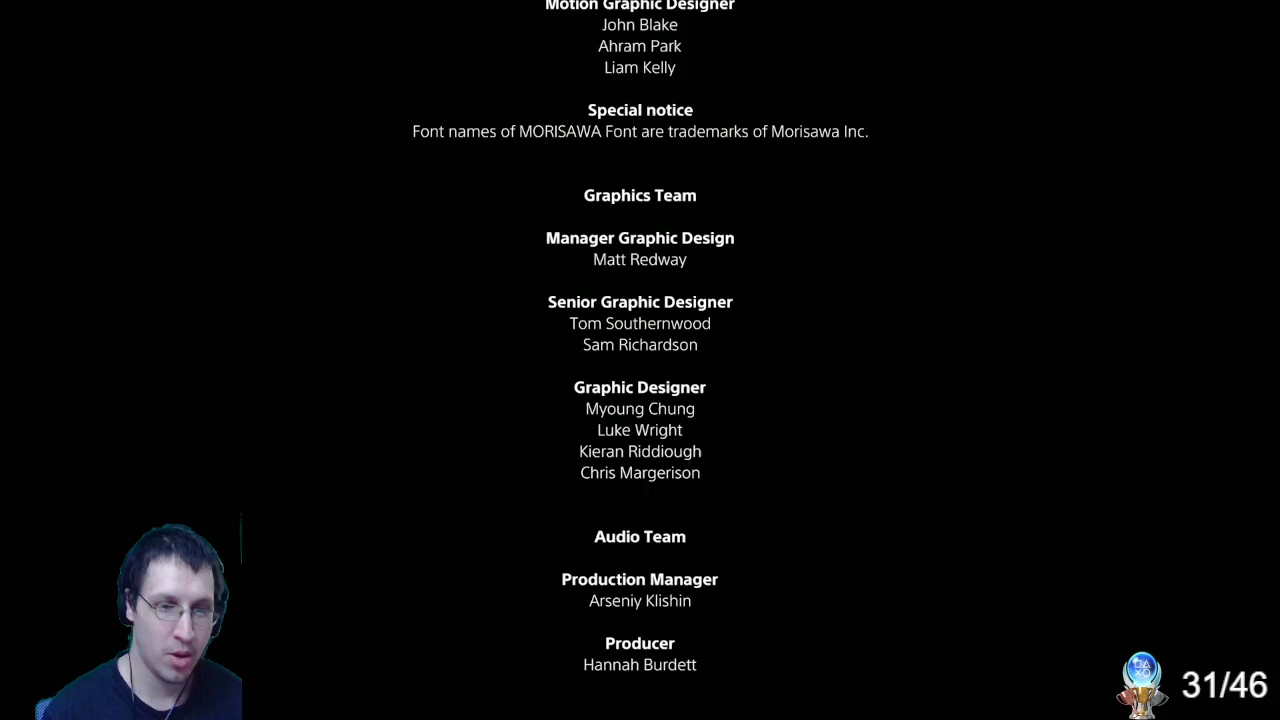 Motion Graphic Designer
John Blake
Ahram Park
Liam Kelly
Special notice
Font names of MORISAWA Font are trademarks of Morisawa Inc.
Graphics Team
Manager Graphic Design
Matt Redway
Senior Graphic Designer
Tom Southernwood
Sam Richardson
Graphic Designer
Myoung Chung
Luke Wright
Kieran Riddiough
Chris Margerison
Audio Team
Production Manager
Arseniy Klishin
Producer
Hannah Burdett
31/46